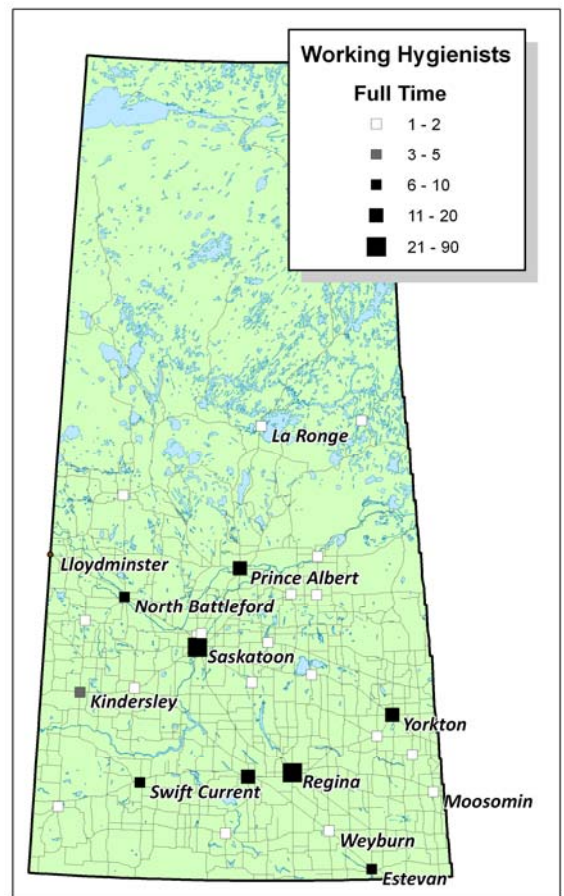 Working Hygienists
Full Time
1 - 2
3 - 5
6 - 10
11 - 20
21 - 90
La Ronge
Lloydminster
Prince Albert
North Battleford
Saskatoon
Kindersley
Yorkton
Swift Current
Regina
Moosomin
Weyburn
Estevan